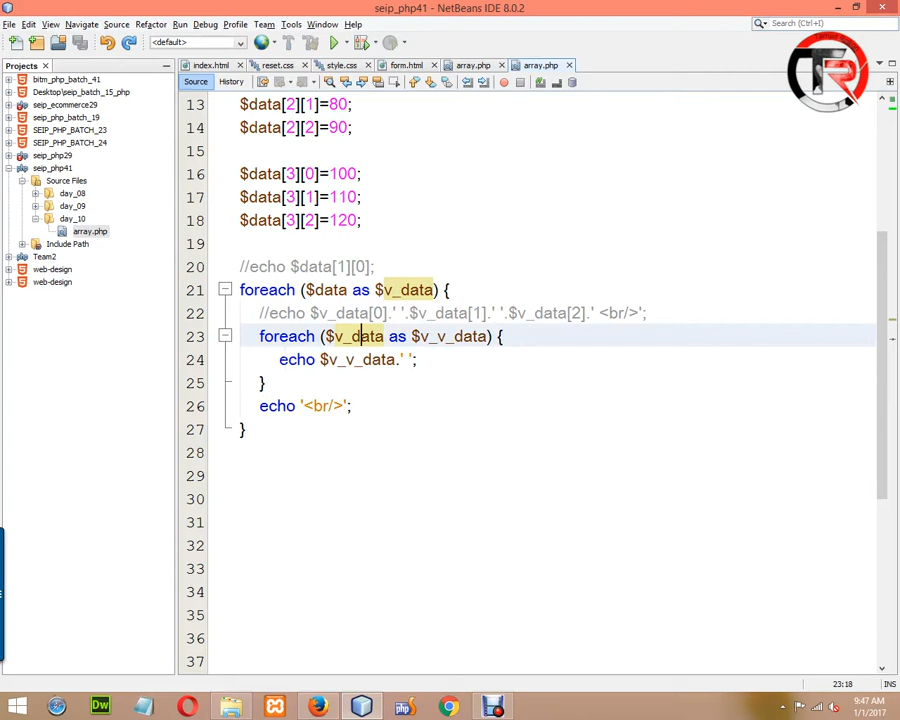 seip_php41 - NetBeans IDE 8.0.2
File Edit View Navigate Source Refactor Run Debug Profile Team Tools Window Help
Search (Ctrl+I)
<default>
Projects
index.html reset.css style.css form.html array.php array.php
Source History
bitm_php_batch_41
Desktop\seip_batch_15_php
seip_ecommerce29
seip_php_batch_19
SEIP_PHP_BATCH_23
SEIP_PHP_BATCH_24
seip_php29
seip_php41
Source Files
day_08
day_09
day_10
array.php
Include Path
Team2
web-design
web-design
13 $data[2][1]=80;
14 $data[2][2]=90;
15
16 $data[3][0]=100;
17 $data[3][1]=110;
18 $data[3][2]=120;
19
20 //echo $data[1][0];
21 foreach ($data as $v_data) {
22 //echo $v_data[0].' '.$v_data[1].' '.$v_data[2].' <br/>';
23 foreach ($v_data as $v_v_data) {
24 echo $v_v_data.' ';
25 }
26 echo '<br/>';
27 }
28
29
30
31
32
33
34
35
36
37
23:18 INS
Dw
php
9:47 AM
1/1/2017